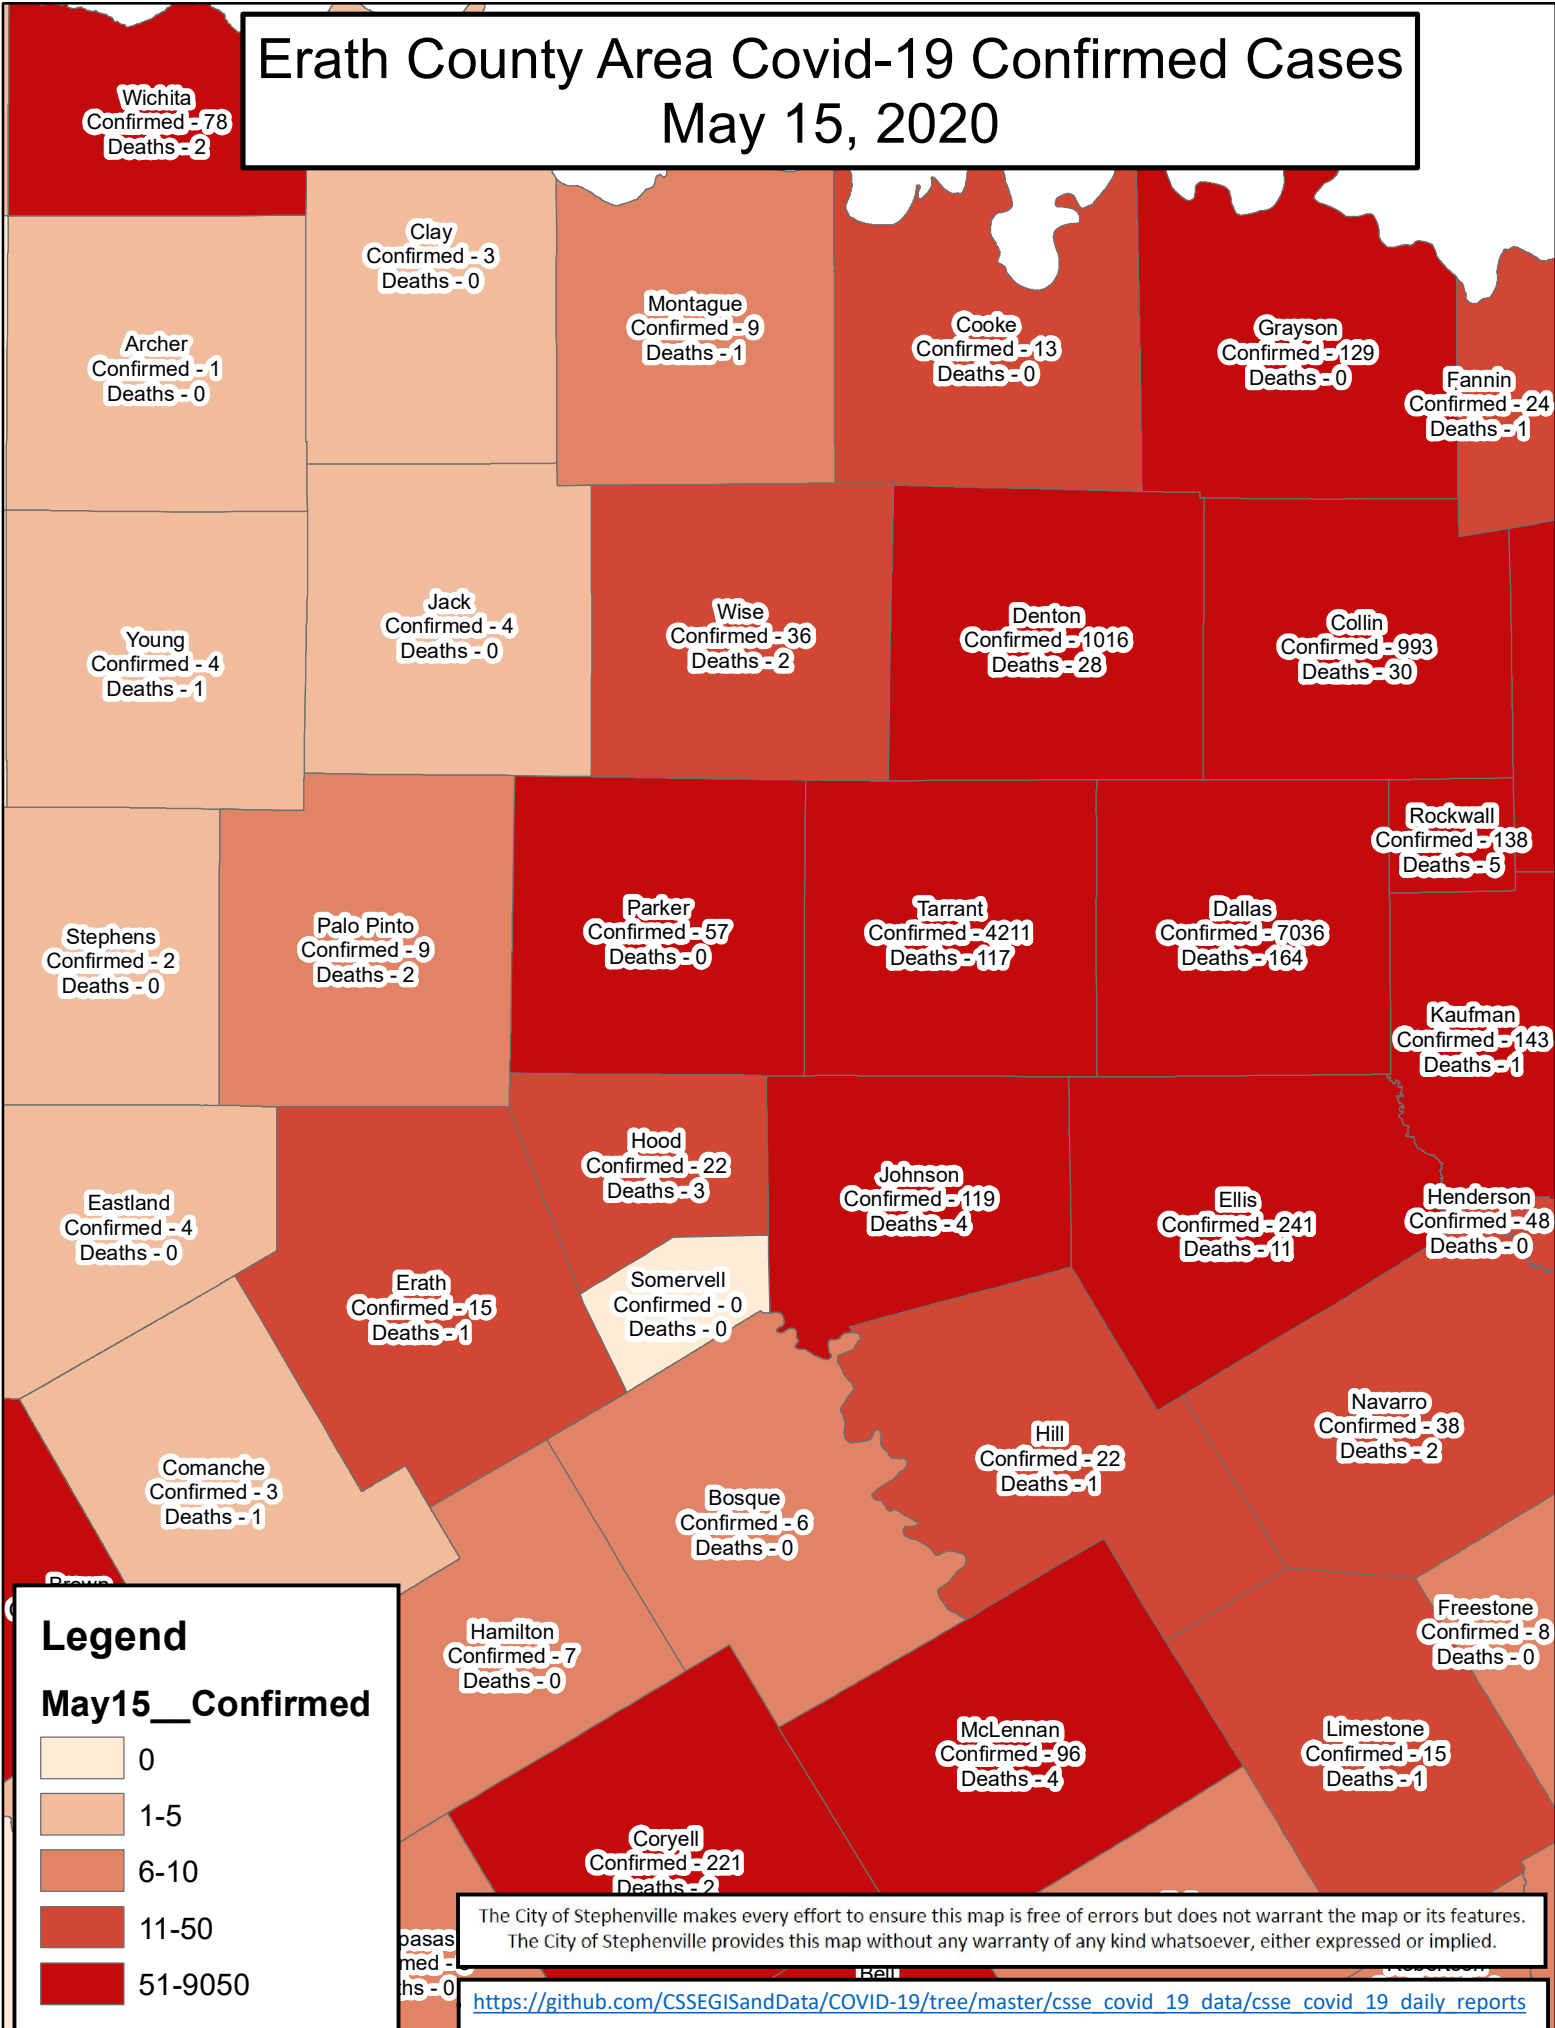 Erath County Area Covid-19 Confirmed Cases
May 15, 2020
Wichita
Confirmed - 78
Deaths - 2
Clay
Confirmed - 3
Deaths - 0
Montague
Confirmed - 9
Deaths - 1
Cooke
Confirmed - 13
Deaths - 0
Grayson
Confirmed - 129
Deaths - 0
Archer
Confirmed - 1
Deaths - 0
Fannin
Confirmed - 24
Deaths - 1
Young
Confirmed - 4
Deaths - 1
Jack
Confirmed - 4
Deaths - 0
Wise
Confirmed - 36
Deaths - 2
Denton
Confirmed - 1016
Deaths - 28
Collin
Confirmed - 993
Deaths - 30
Rockwall
Confirmed - 138
Deaths - 5
Stephens
Confirmed - 2
Deaths - 0
Palo Pinto
Confirmed - 9
Deaths - 2
Parker
Confirmed - 57
Deaths - 0
Tarrant
Confirmed - 4211
Deaths - 117
Dallas
Confirmed - 7036
Deaths - 164
Kaufman
Confirmed - 143
Deaths - 1
Eastland
Confirmed - 4
Deaths - 0
Hood
Confirmed - 22
Deaths - 3
Johnson
Confirmed - 119
Deaths - 4
Ellis
Confirmed - 241
Deaths - 11
Henderson
Confirmed - 48
Deaths - 0
Erath
Confirmed - 15
Deaths - 1
Somervell
Confirmed - 0
Deaths - 0
Comanche
Confirmed - 3
Deaths - 1
Bosque
Confirmed - 6
Deaths - 0
Hill
Confirmed - 22
Deaths - 1
Navarro
Confirmed - 38
Deaths - 2
Brown
Hamilton
Confirmed - 7
Deaths - 0
Freestone
Confirmed - 8
Deaths - 0
McLennan
Confirmed - 96
Deaths - 4
Limestone
Confirmed - 15
Deaths - 1
Coryell
Confirmed - 221
Deaths - 2
pasas
med -
ths - 0
Bell
Robertson
Legend
May15__Confirmed
0
1-5
6-10
11-50
51-9050
The City of Stephenville makes every effort to ensure this map is free of errors but does not warrant the map or its features.
The City of Stephenville provides this map without any warranty of any kind whatsoever, either expressed or implied.
https://github.com/CSSEGISandData/COVID-19/tree/master/csse_covid_19_data/csse_covid_19_daily_reports